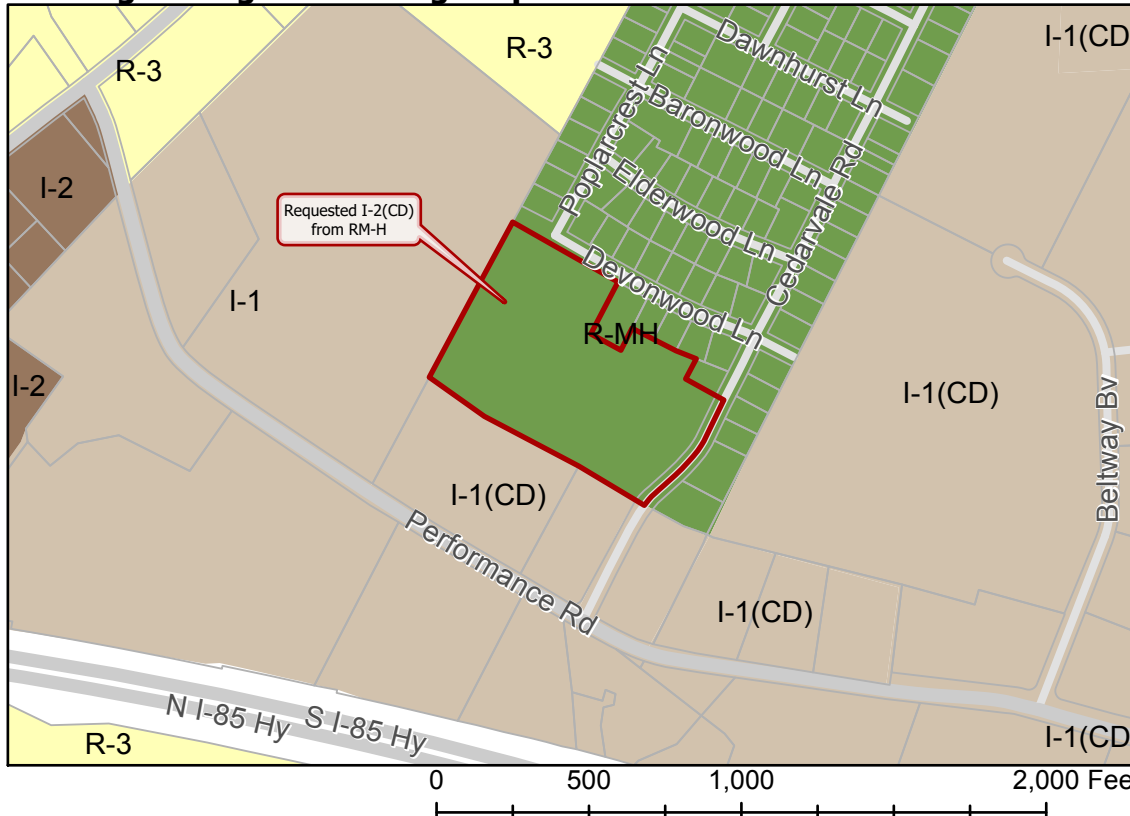 R-3
R-3
I-1(CD
Dawnhurst Ln
Poplarcrest Ln
Baronwood Ln
I-2
Elderwood Ln
Cedarvale Rd
Requested I-2(CD)
from RM-H
Devonwood Ln
I-1
R-MH
I-2
I-1(CD)
Beltway Bv
I-1(CD)
Performance Rd
I-1(CD)
N I-85 Hy
S I-85 Hy
R-3
I-1(CD
0 500 1,000 2,000 Fee